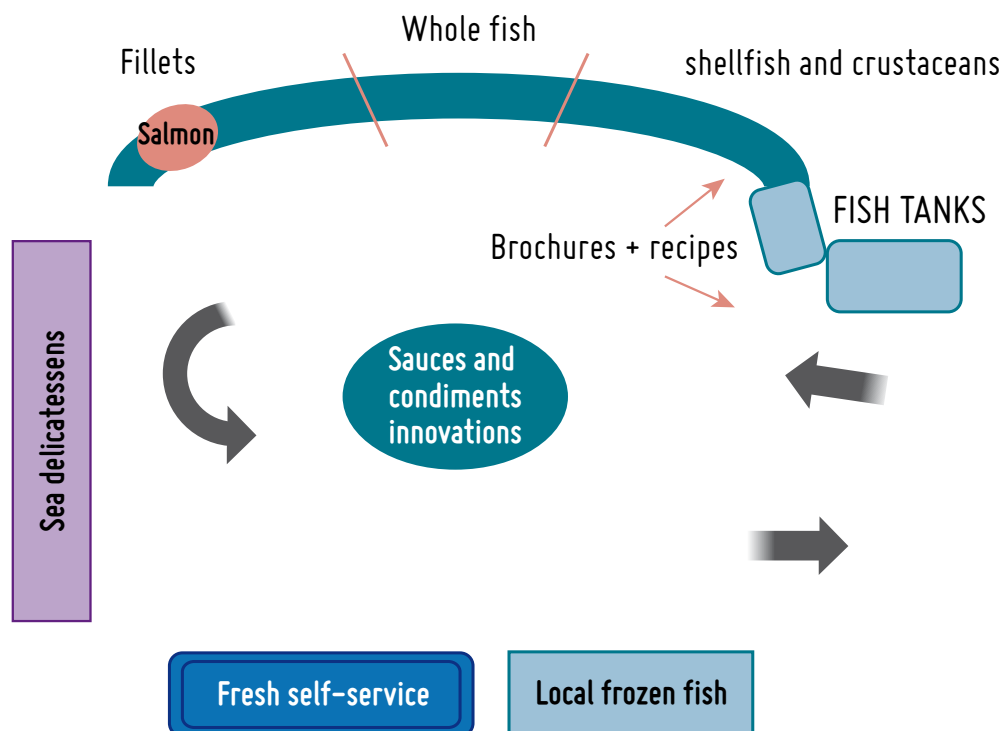 Whole fish
Fillets
shellfish and crustaceans
Salmon
FISH TANKS
Brochures + recipes
Sea delicatessens
Sauces and
condiments
innovations
Fresh self-service
Local frozen fish